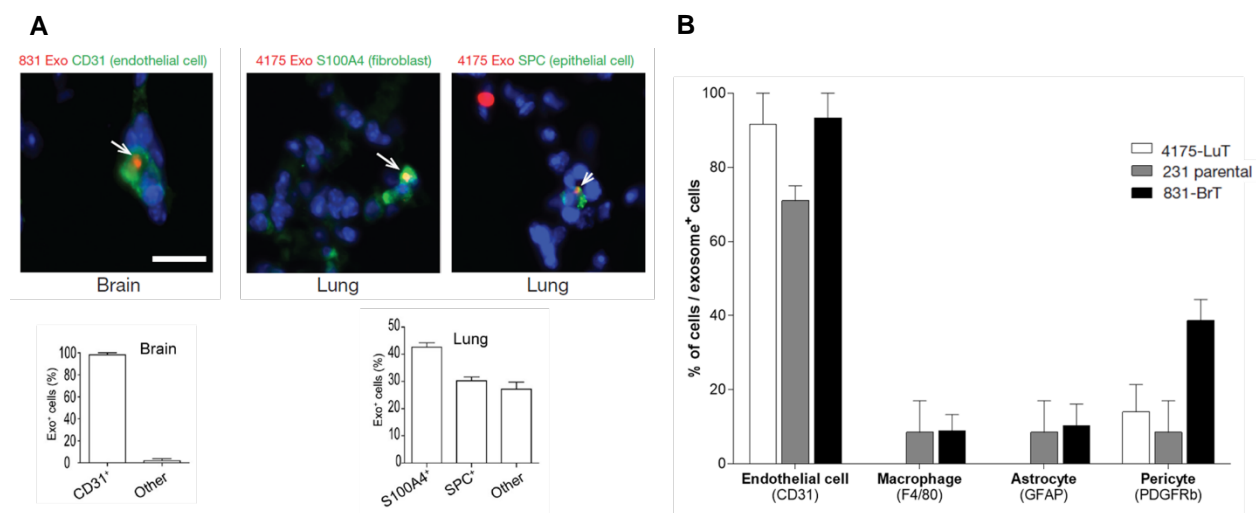 A
831 Exo CD31 (endothelial cell)
4175 Exo S100A4 (fibroblast)
4175 Exo SPC (epithelial cell)
Brain
Lung
Lung
Exo⁺ cells (%)
100
80
60
40
20
0
Brain
CD31⁺
Other
Exo⁺ cells (%)
50
40
30
20
10
0
Lung
S100A4⁺
SPC⁺
Other
B
% of cells / exosome⁺ cells
100
80
60
40
20
0
4175-LuT
231 parental
831-BrT
Endothelial cell
(CD31)
Macrophage
(F4/80)
Astrocyte
(GFAP)
Pericyte
(PDGFRb)